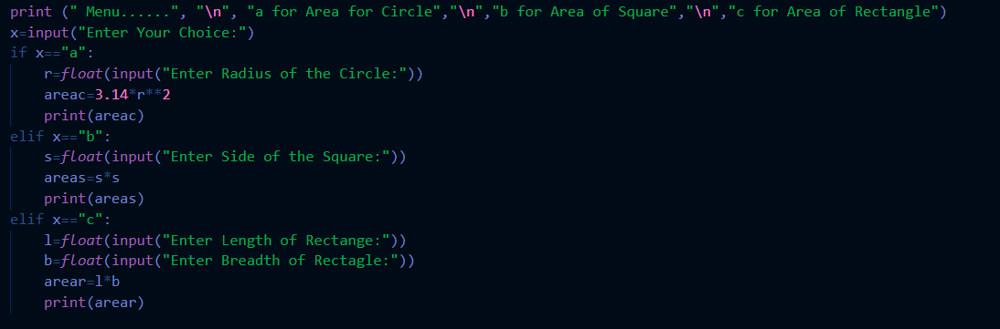 print (" Menu......", "\n", "a for Area for Circle","\n","b for Area of Square","\n","c for Area of Rectangle")
x=input("Enter Your Choice:")
if x=="a":
    r=float(input("Enter Radius of the Circle:"))
    areac=3.14*r**2
    print(areac)
elif x=="b":
    s=float(input("Enter Side of the Square:"))
    areas=s*s
    print(areas)
elif x=="c":
    l=float(input("Enter Length of Rectange:"))
    b=float(input("Enter Breadth of Rectagle:"))
    arear=l*b
    print(arear)